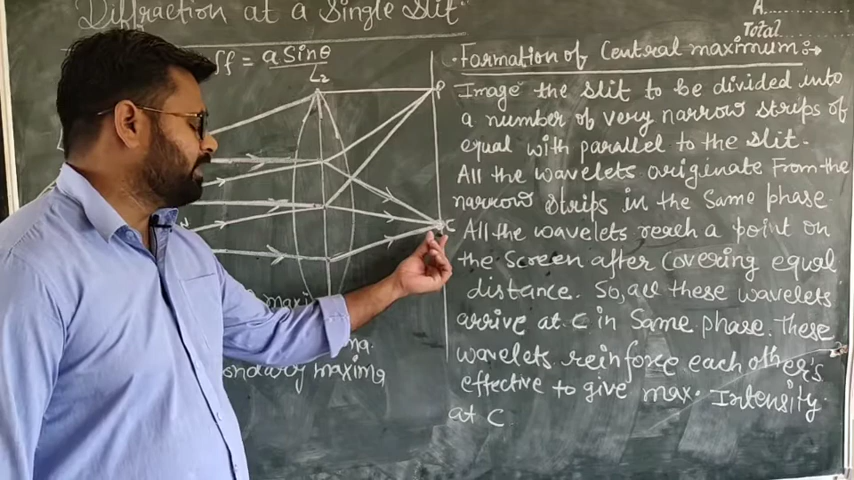 Diffraction at a Single Slit
A
Total
= a Sinθ
L₂
P
C
maxi
ma.
ondary maxima
Formation of Central maximum:→
Image the slit to be divided into
a number of very narrow strips of
equal with parallel to the slit.
All the wavelets originate From the
narrow strips in the Same phase.
All the wavelets reach a point on
the Screen after Covering equal
distance. So, all these wavelets
arrive at C in Same phase. These
wavelets reinforce each other's
effective to give max. Intensity
at C